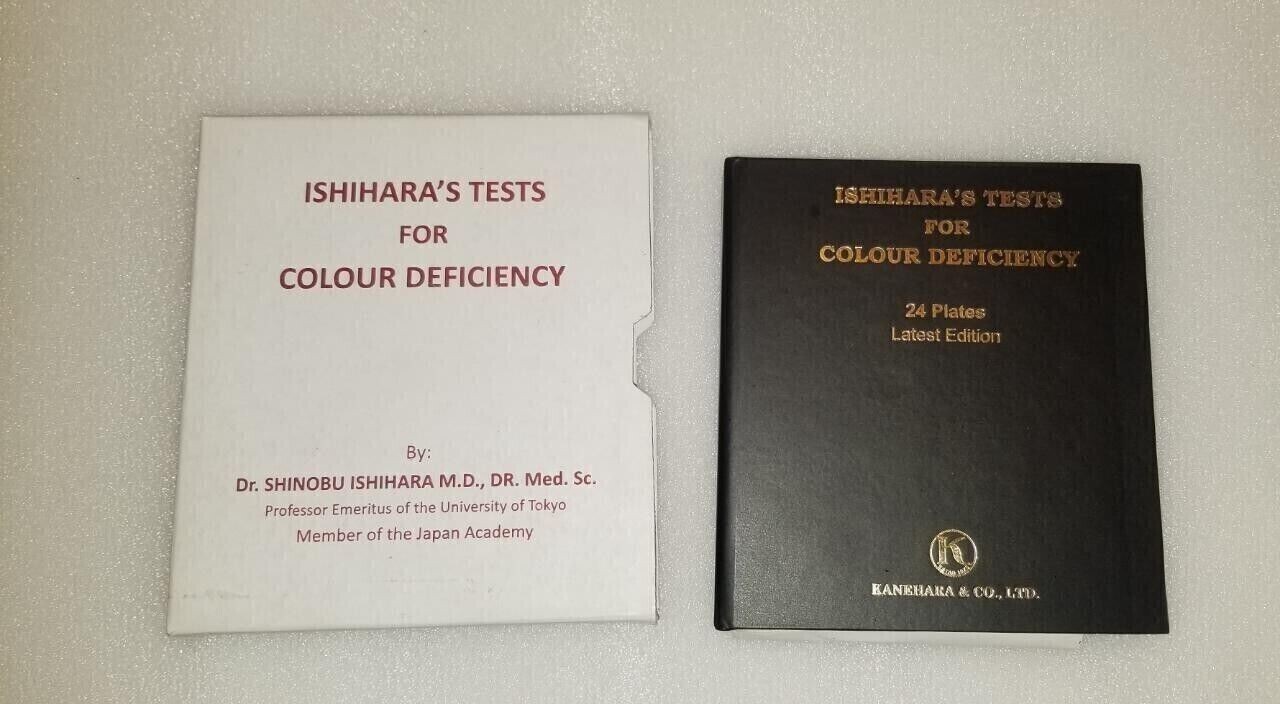 ISHIHARA'S TESTS
FOR
COLOUR DEFICIENCY
By:
Dr. SHINOBU ISHIHARA M.D., DR. Med. Sc.
Professor Emeritus of the University of Tokyo
Member of the Japan Academy
ISHIHARA'S TESTS
FOR
COLOUR DEFICIENCY
24 Plates
Latest Edition
K
KANEHARA & CO., LTD.